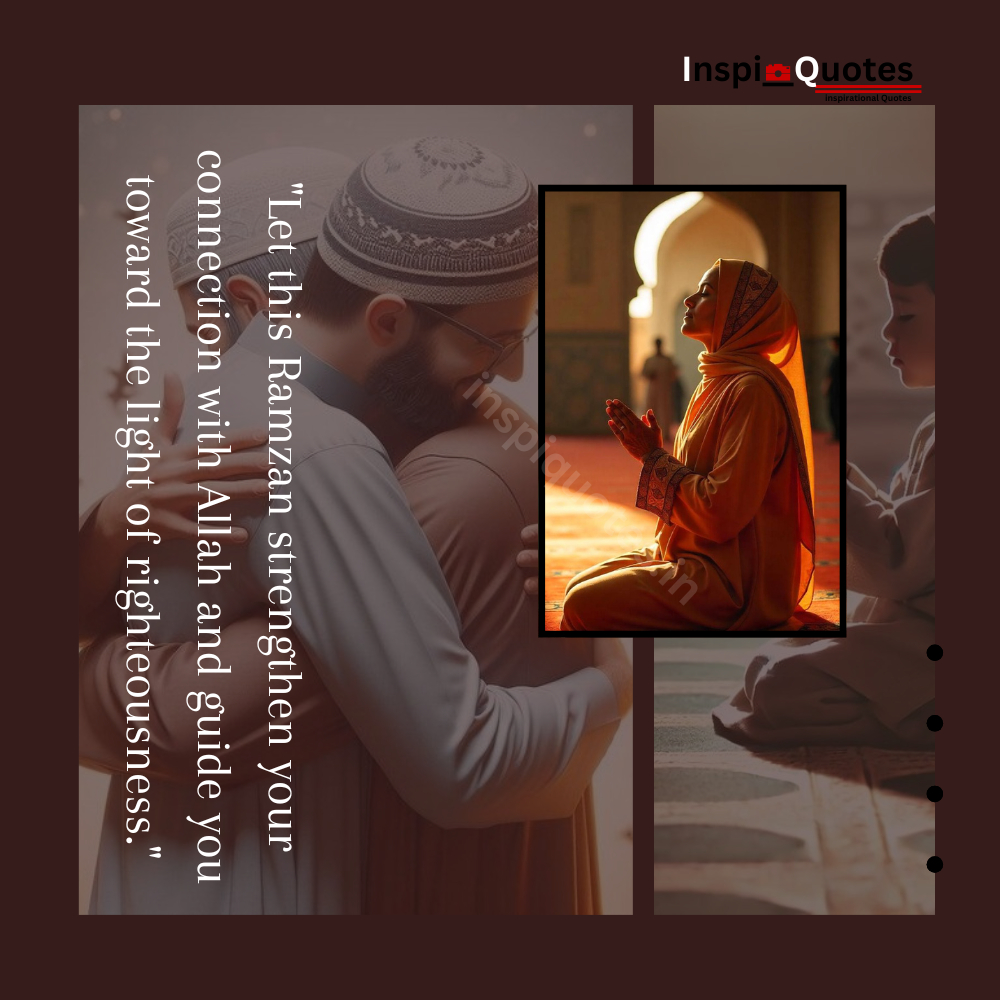 InspiQuotes
Inspirational Quotes
"Let this Ramzan strengthen your
connection with Allah and guide you
toward the light of righteousness."